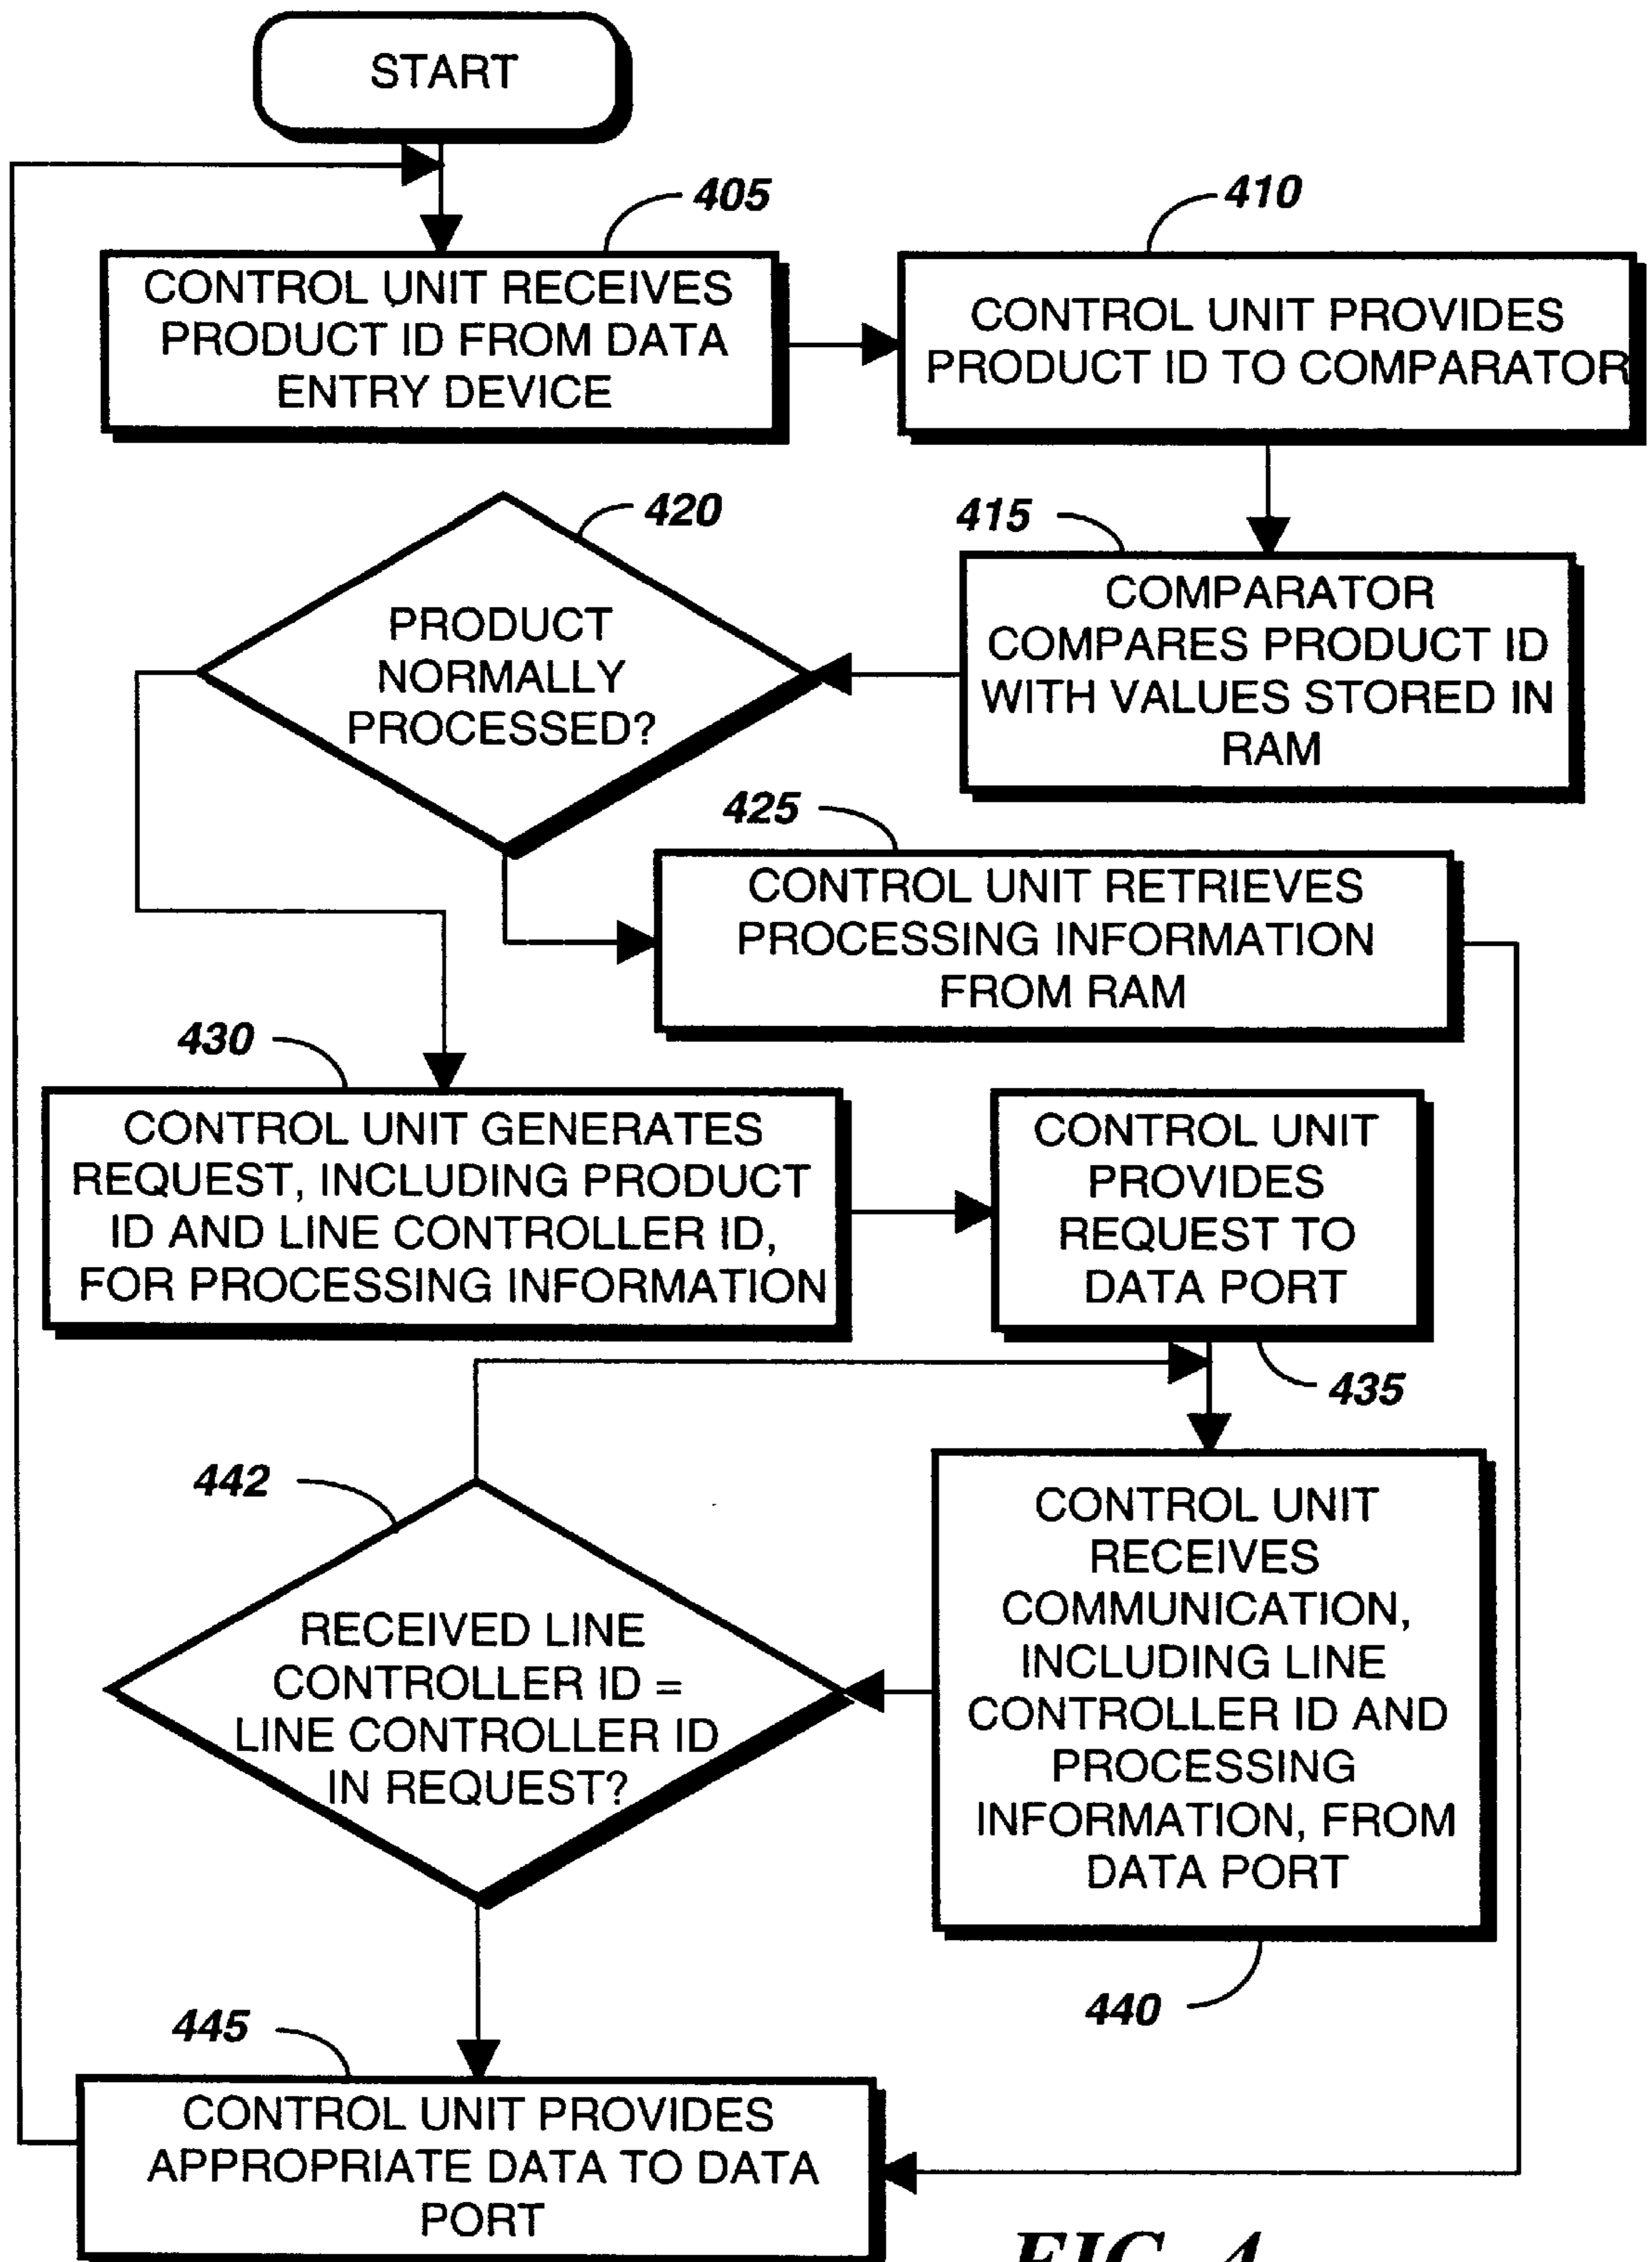 START
405
410
CONTROL UNIT RECEIVES
PRODUCT ID FROM DATA
ENTRY DEVICE
CONTROL UNIT PROVIDES
PRODUCT ID TO COMPARATOR
420
415
PRODUCT
NORMALLY
PROCESSED?
COMPARATOR
COMPARES PRODUCT ID
WITH VALUES STORED IN
RAM
425
CONTROL UNIT RETRIEVES
PROCESSING INFORMATION
FROM RAM
430
CONTROL UNIT GENERATES
REQUEST, INCLUDING PRODUCT
ID AND LINE CONTROLLER ID,
FOR PROCESSING INFORMATION
CONTROL UNIT
PROVIDES
REQUEST TO
DATA PORT
435
442
RECEIVED LINE
CONTROLLER ID =
LINE CONTROLLER ID
IN REQUEST?
CONTROL UNIT
RECEIVES
COMMUNICATION,
INCLUDING LINE
CONTROLLER ID AND
PROCESSING
INFORMATION, FROM
DATA PORT
440
445
CONTROL UNIT PROVIDES
APPROPRIATE DATA TO DATA
PORT
FIG. 4